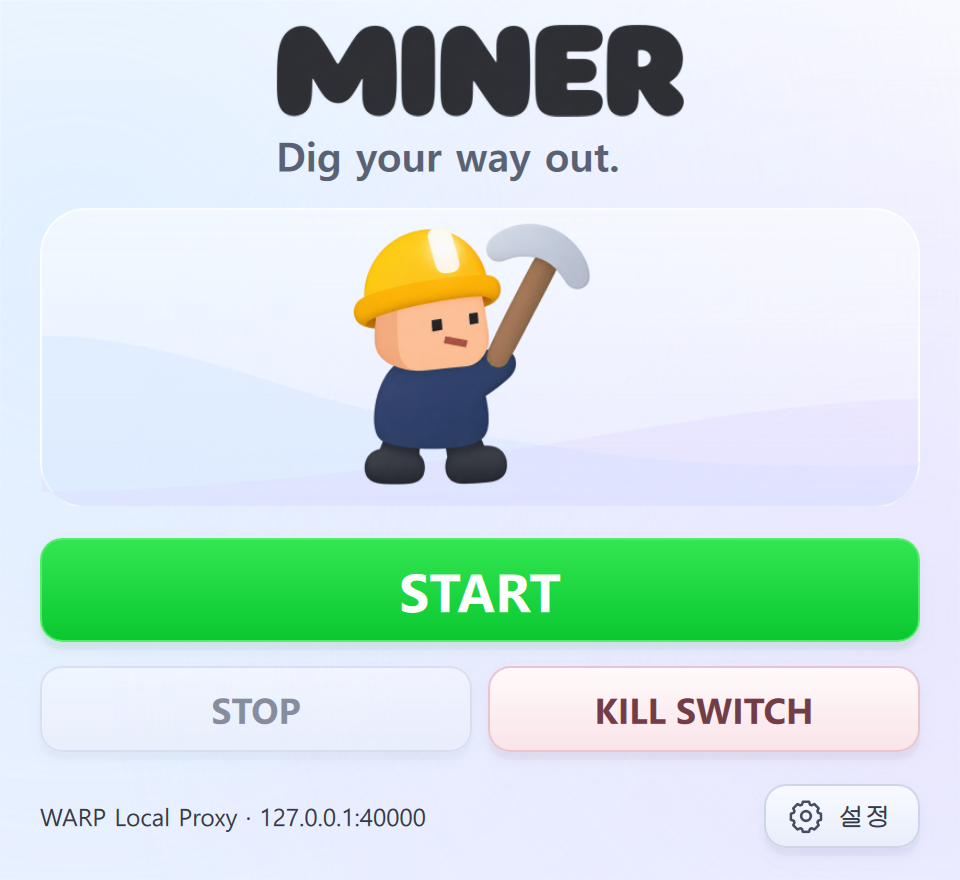 MINER
Dig your way out.
START
STOP
KILL SWITCH
WARP Local Proxy · 127.0.0.1:40000
설정